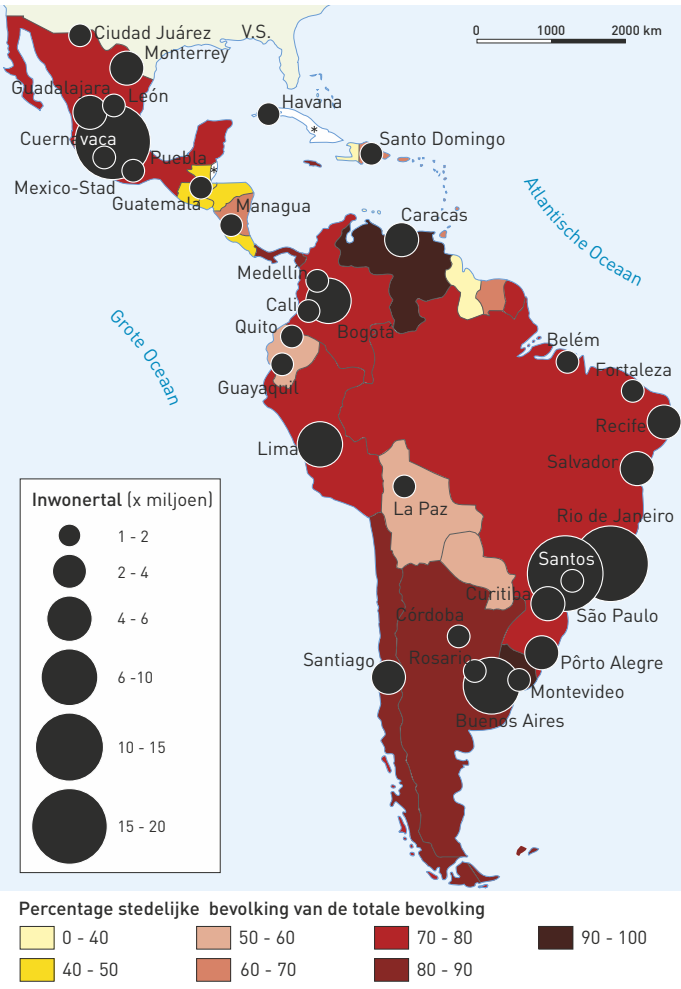 Ciudad Juárez
V.S.
0 1000 2000 km
Monterrey
Guadalajara
León
Havana
*
Cuernavaca
Santo Domingo
Puebla
*
Mexico-Stad
Guatemala
Managua
Caracas
Atlantische Oceaan
Medellín
Cali
Bogotá
Quito
Grote Oceaan
Guayaquil
Belém
Fortaleza
Recife
Lima
Salvador
La Paz
Rio de Janeiro
Santos
Curitiba
São Paulo
Córdoba
Rosario
Santiago
Pôrto Alegre
Montevideo
Buenos Aires
Inwonertal (x miljoen)
1 - 2
2 - 4
4 - 6
6 -10
10 - 15
15 - 20
Percentage stedelijke bevolking van de totale bevolking
0 - 40 50 - 60 70 - 80 90 - 100
40 - 50 60 - 70 80 - 90